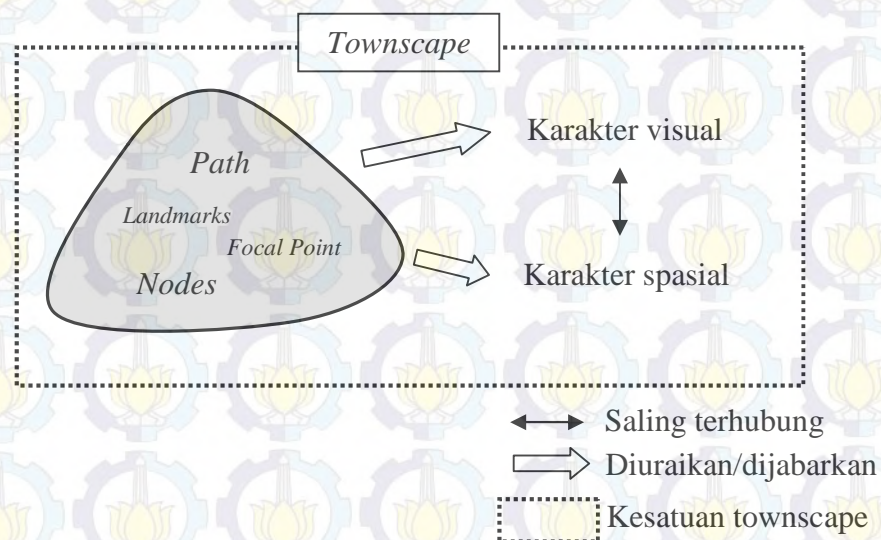 Townscape
Path
Landmarks
Focal Point
Nodes
Karakter visual
Karakter spasial
Saling terhubung
Diuraikan/dijabarkan
Kesatuan townscape